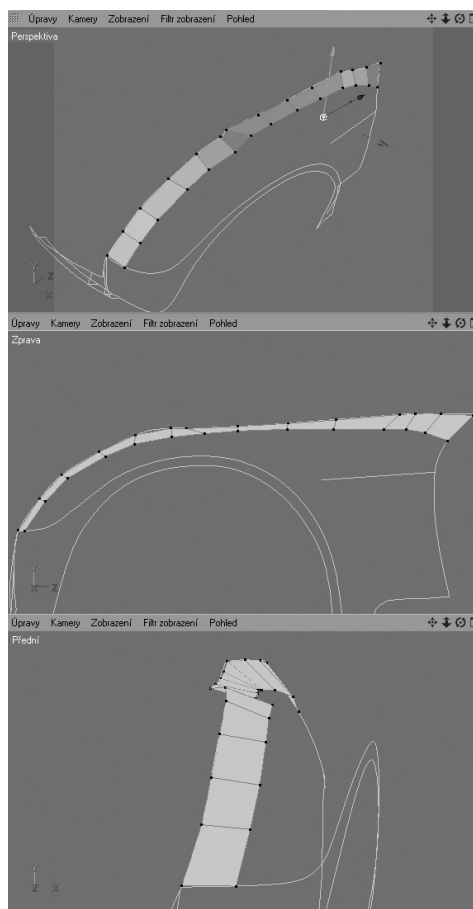 Úpravy Kamery Zobrazení Filtr zobrazení Pohled
Perspektiva
Y
Z
X
Úpravy Kamery Zobrazení Filtr zobrazení Pohled
Zprava
Y
X Z
Úpravy Kamery Zobrazení Filtr zobrazení Pohled
Přední
Y
Z X